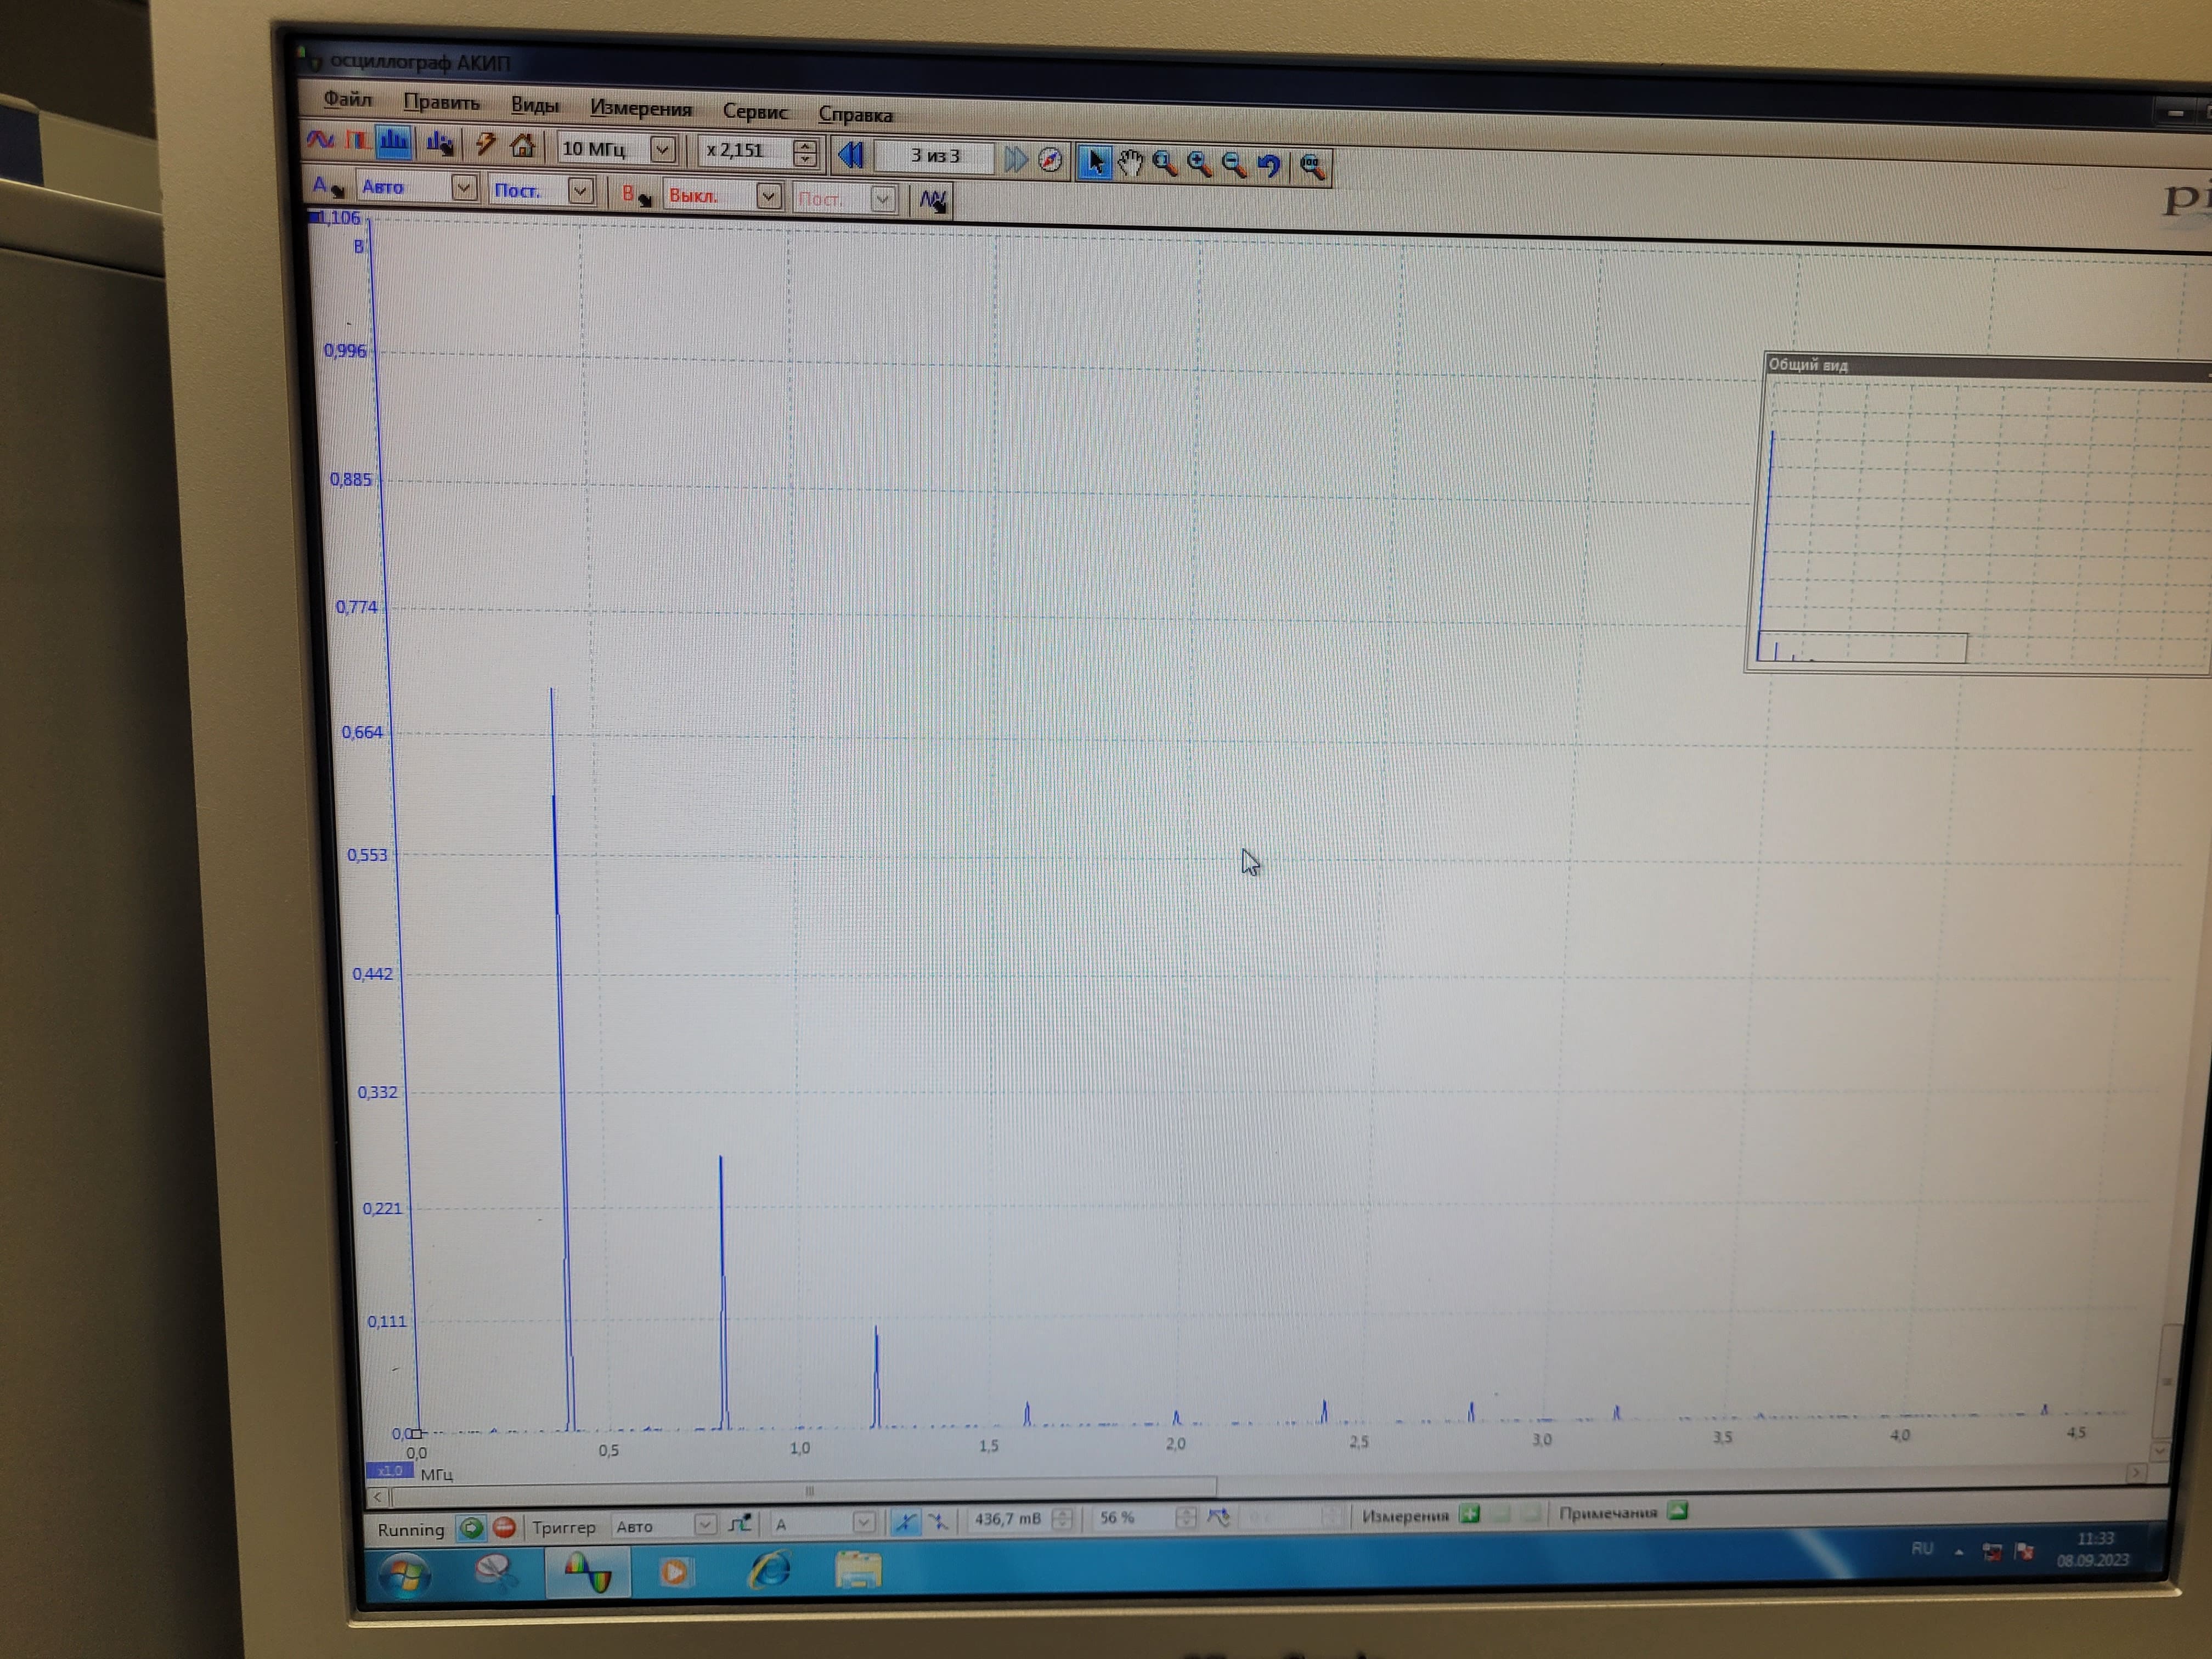 осциллограф АКИП
Файл Править Виды Измерения Сервис Справка
10 МГц x 2,151 3 из 3
A Авто Пост. B Выкл. Пост.
pi
1,106
В
0,996
Общий вид
0,885
0,774
0,664
0,553
0,442
0,332
0,221
0,111
0,0
0,0 0,5 1,0 1,5 2,0 2,5 3,0 3,5 4,0 4,5
x1,0 МГц
Running Триггер Авто A 436,7 mВ 56 % Измерения Примечания
RU 11:33
08.09.2023